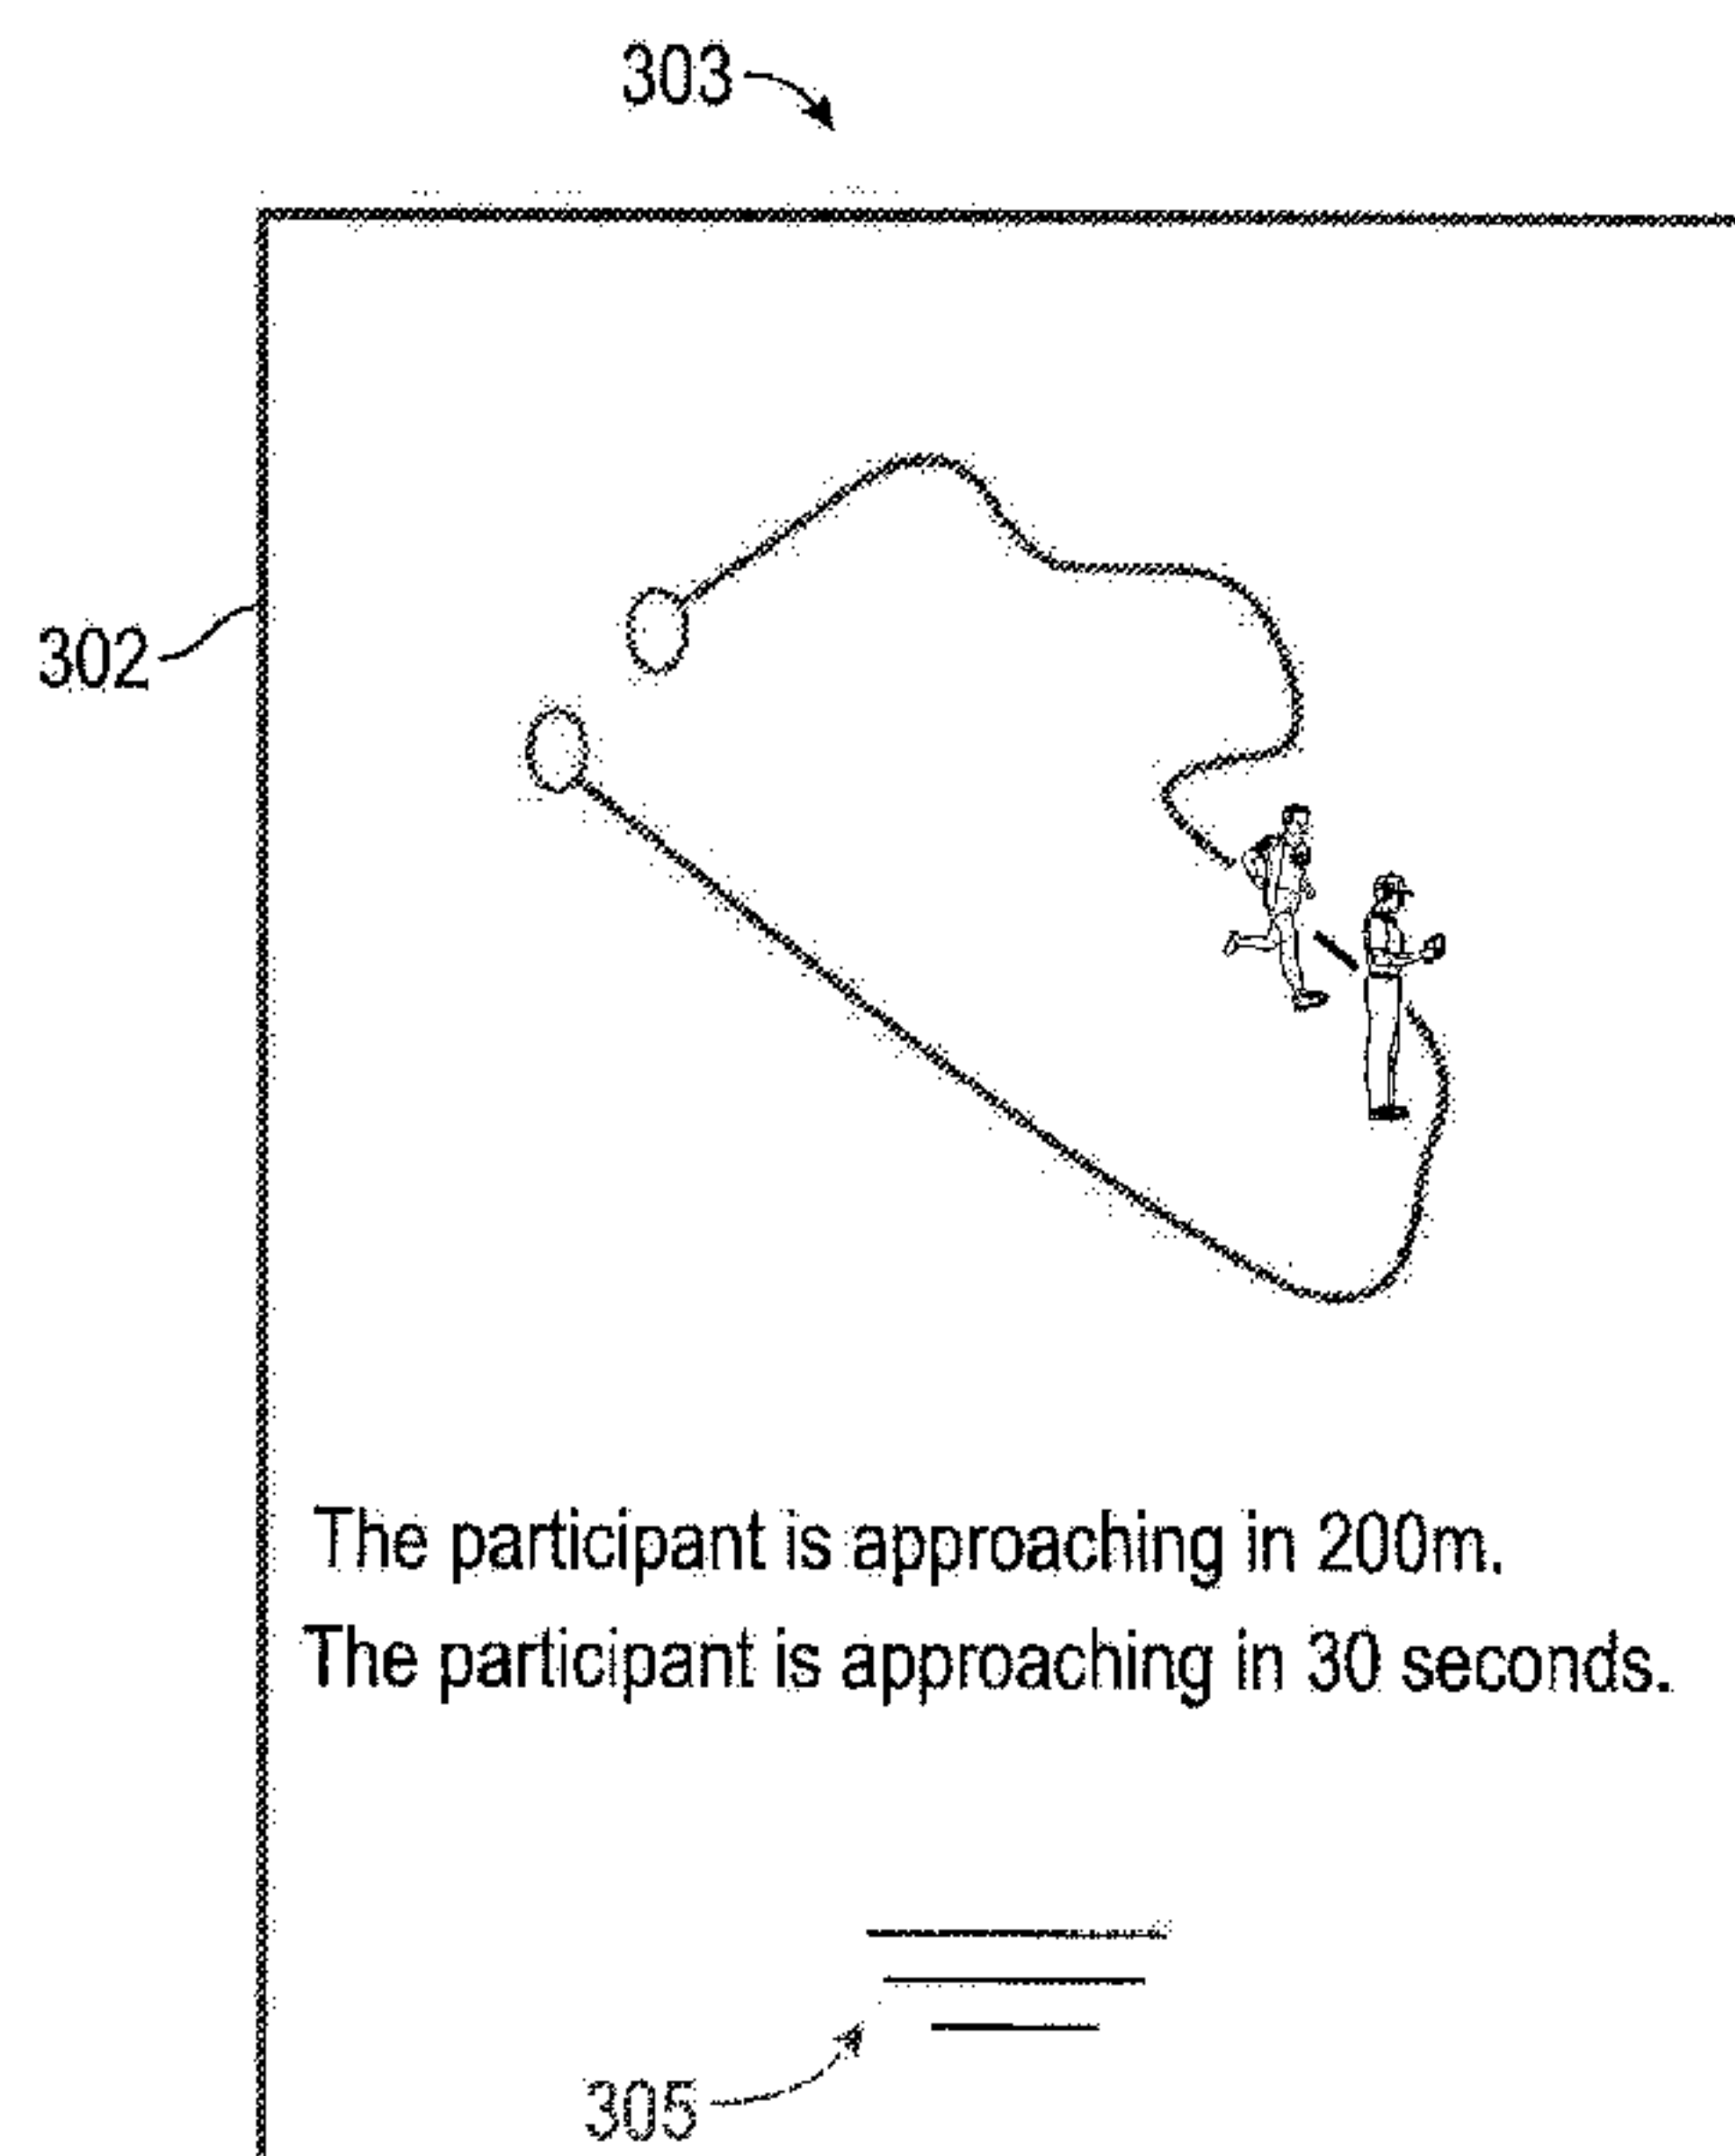 303
302
The participant is approaching in 200m.
The participant is approaching in 30 seconds.
305